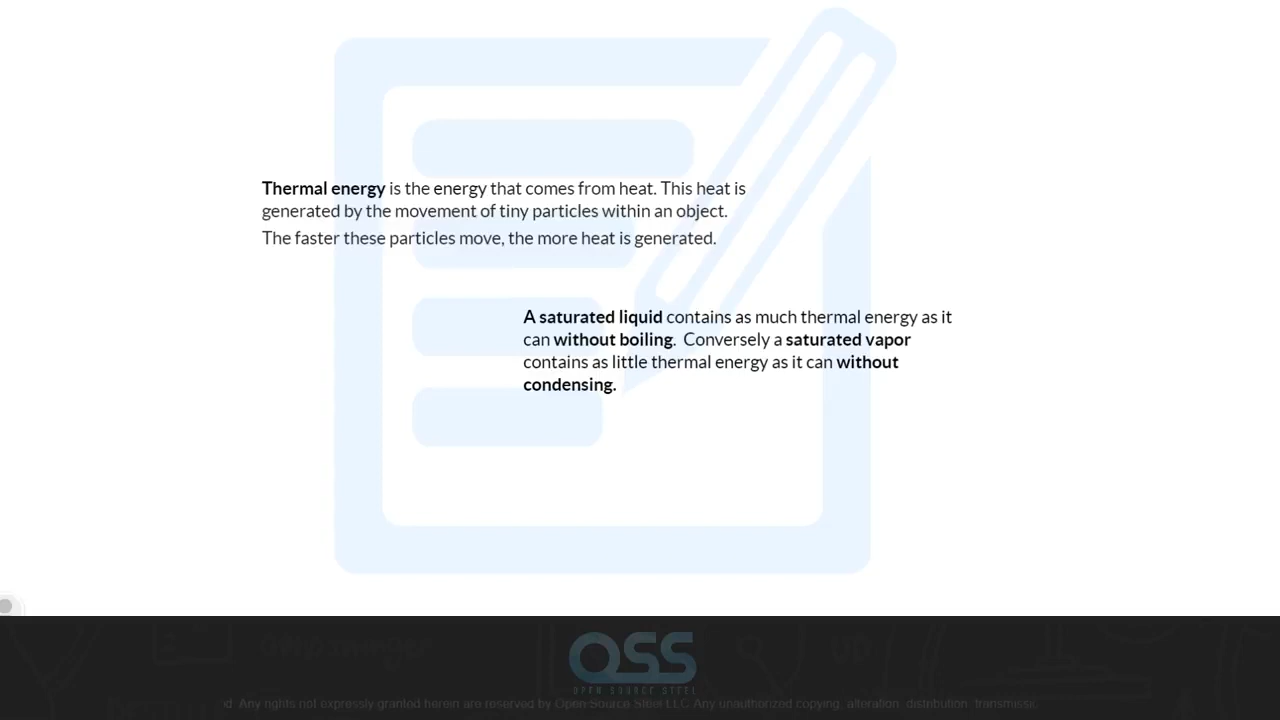 Thermal energy is the energy that comes from heat. This heat is
generated by the movement of tiny particles within an object.
The faster these particles move, the more heat is generated.
A saturated liquid contains as much thermal energy as it
can without boiling. Conversely a saturated vapor
contains as little thermal energy as it can without
condensing.
OSS
OPEN SOURCE STEEL
d. Any rights not expressly granted herein are reserved by Open Source Steel LLC. Any unauthorized copying, alteration, distribution, transmissic